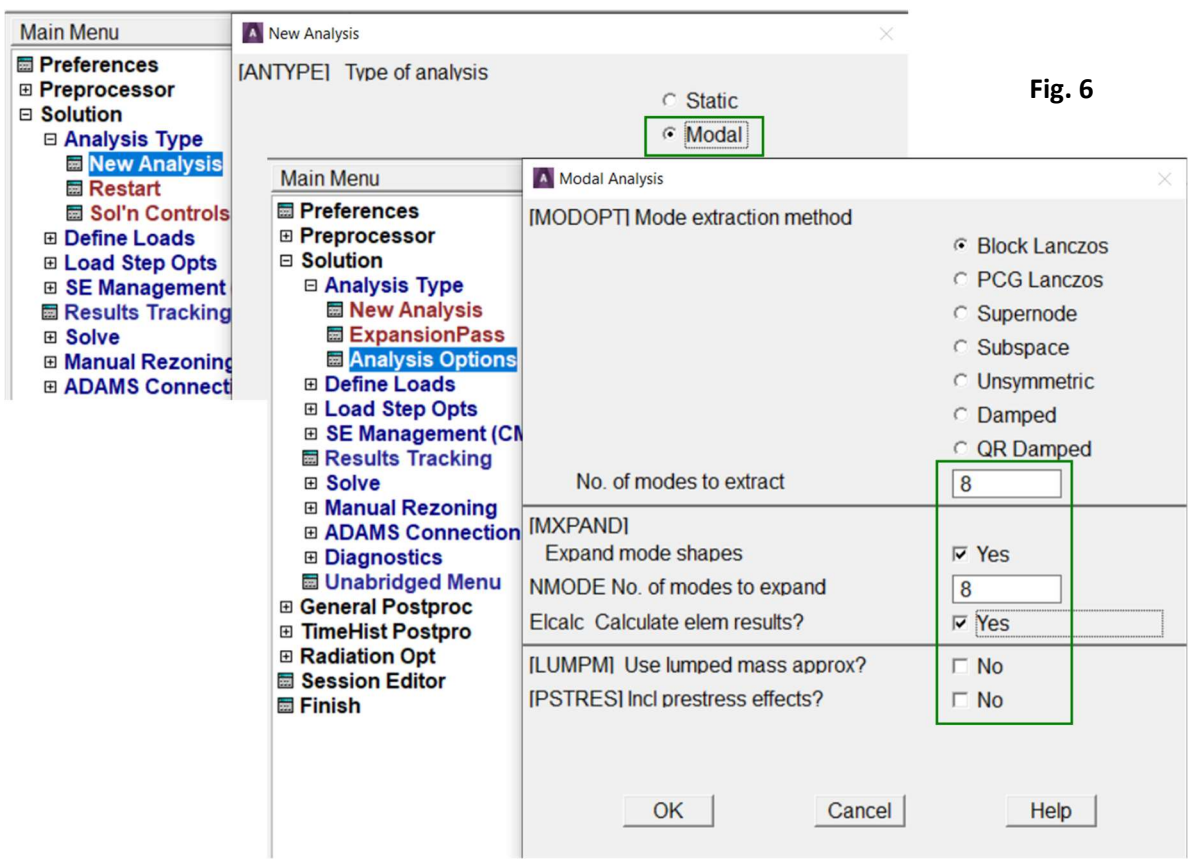 Main Menu
Preferences
Preprocessor
Solution
Analysis Type
New Analysis
Restart
Sol'n Controls
Define Loads
Load Step Opts
SE Management
Results Tracking
Solve
Manual Rezoning
ADAMS Connecti
New Analysis
[ANTYPE] Type of analysis
Static
Modal
Fig. 6
Main Menu
Preferences
Preprocessor
Solution
Analysis Type
New Analysis
ExpansionPass
Analysis Options
Define Loads
Load Step Opts
SE Management (CM
Results Tracking
Solve
Manual Rezoning
ADAMS Connection
Diagnostics
Unabridged Menu
General Postproc
TimeHist Postpro
Radiation Opt
Session Editor
Finish
Modal Analysis
[MODOPT] Mode extraction method
Block Lanczos
PCG Lanczos
Supernode
Subspace
Unsymmetric
Damped
QR Damped
No. of modes to extract 8
[MXPAND]
Expand mode shapes Yes
NMODE No. of modes to expand 8
Elcalc Calculate elem results? Yes
[LUMPM] Use lumped mass approx? No
[PSTRES] Incl prestress effects? No
OK Cancel Help